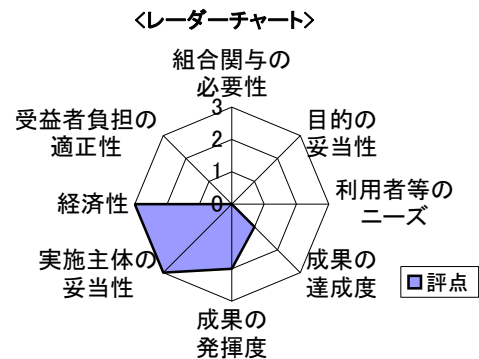 <レーダーチャート>
組合関与の
必要性
目的の
妥当性
利用者等の
ニーズ
成果の
達成度
成果の
発揮度
実施主体の
妥当性
経済性
受益者負担の
適正性
3
2
1
0
評点